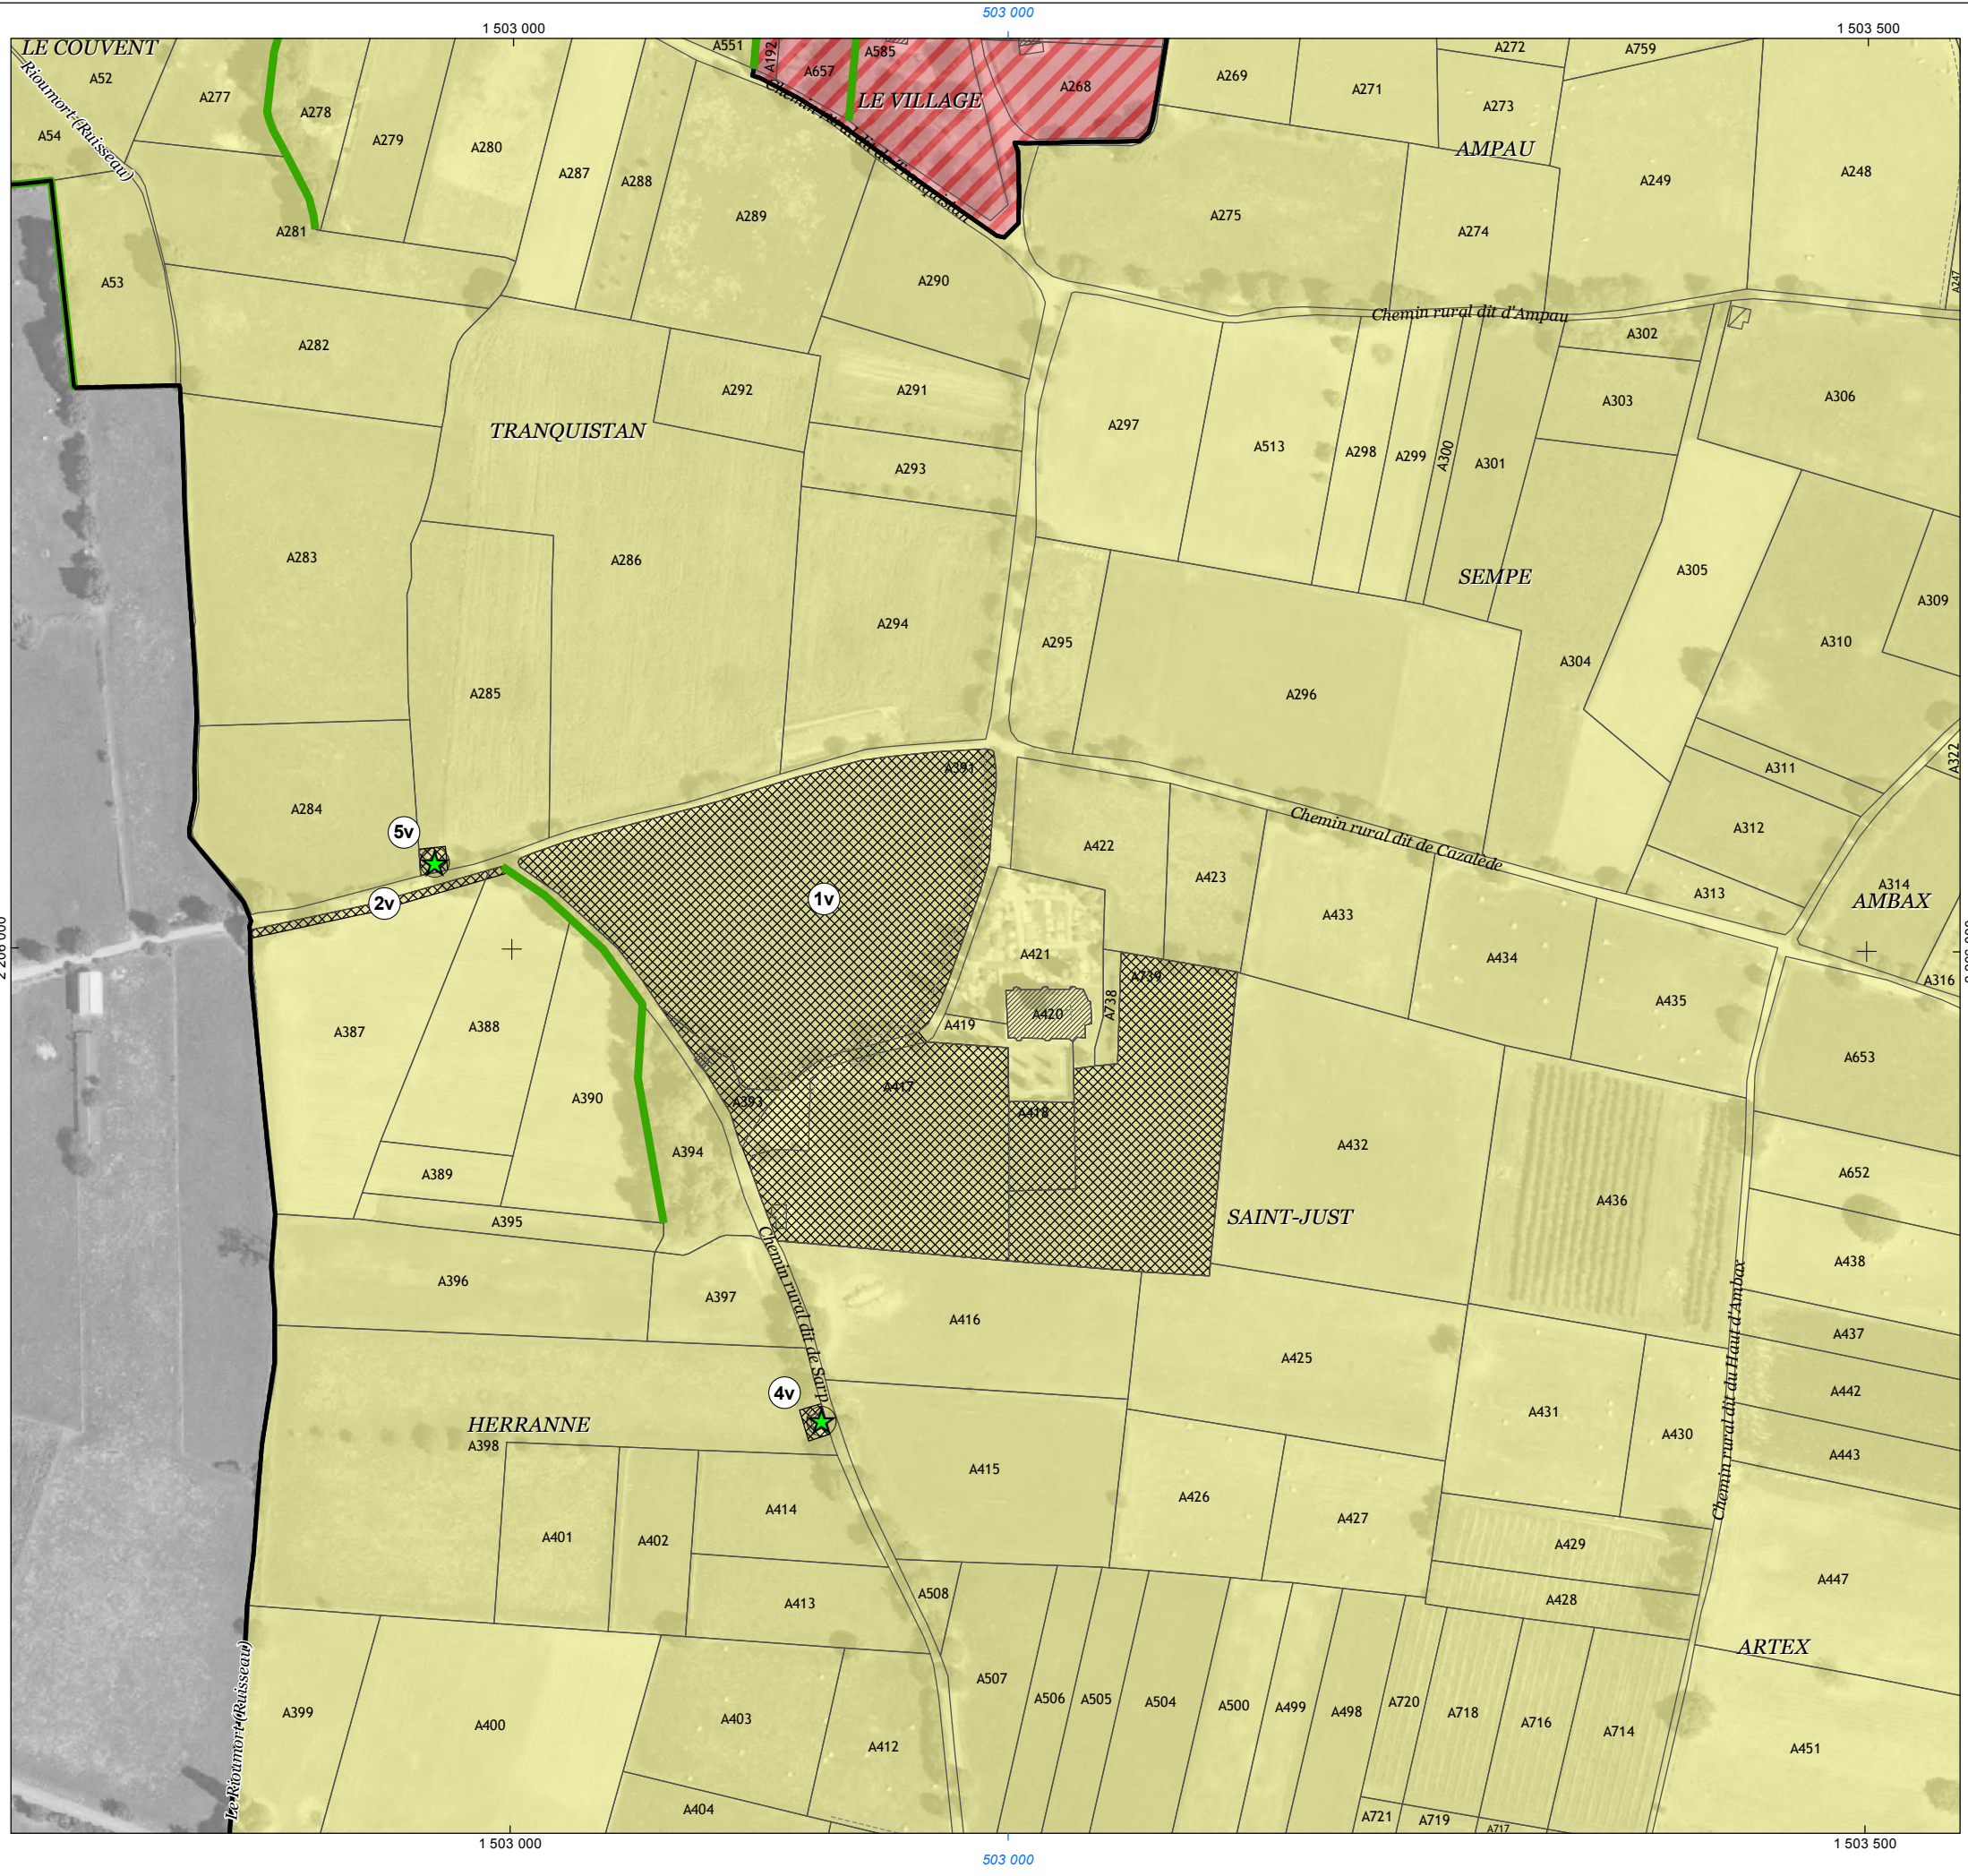 503 000
1 503 000
1 503 500
LE COUVENT
A52
A277
A278
A279
A280
A287
A288
A289
A551
A192
A657
A585
LE VILLAGE
A268
A269
A271
A272
A759
A273
AMPAU
A249
A248
A54
Rioumort (Ruisseau)
Chemin rural dit de Tranquistan
A281
A53
A275
A274
A290
A247
A282
Chemin rural dit d'Ampau
A302
A292
A291
A303
A306
TRANQUISTAN
A297
A513
A298
A299
A300
A301
A293
A283
A286
SEMPE
A305
A309
A294
A295
A310
A304
A285
A296
A391
A311
A322
A284
5v
A422
Chemin rural dit de Cazalède
A312
A423
A313
A314
AMBAX
2v
1v
A433
A421
A434
A316
A739
A435
A738
A420
A419
A387
A388
A653
A417
A393
A418
A390
A432
A394
A389
A652
A436
A395
SAINT-JUST
A396
A397
A438
Chemin rural dit de Sarp
A416
A437
A425
Chemin rural dit du Haut d'Ambax
4v
A442
HERRANNE
A398
A431
A430
A443
A415
A414
A426
A401
A402
A427
A429
A447
A413
A508
A428
ARTEX
Le Rioumort (Ruisseau)
A399
A400
A403
A412
A507
A506
A505
A504
A500
A499
A498
A720
A718
A716
A714
A451
A404
A721
A719
A717
1 503 000
1 503 500
503 000